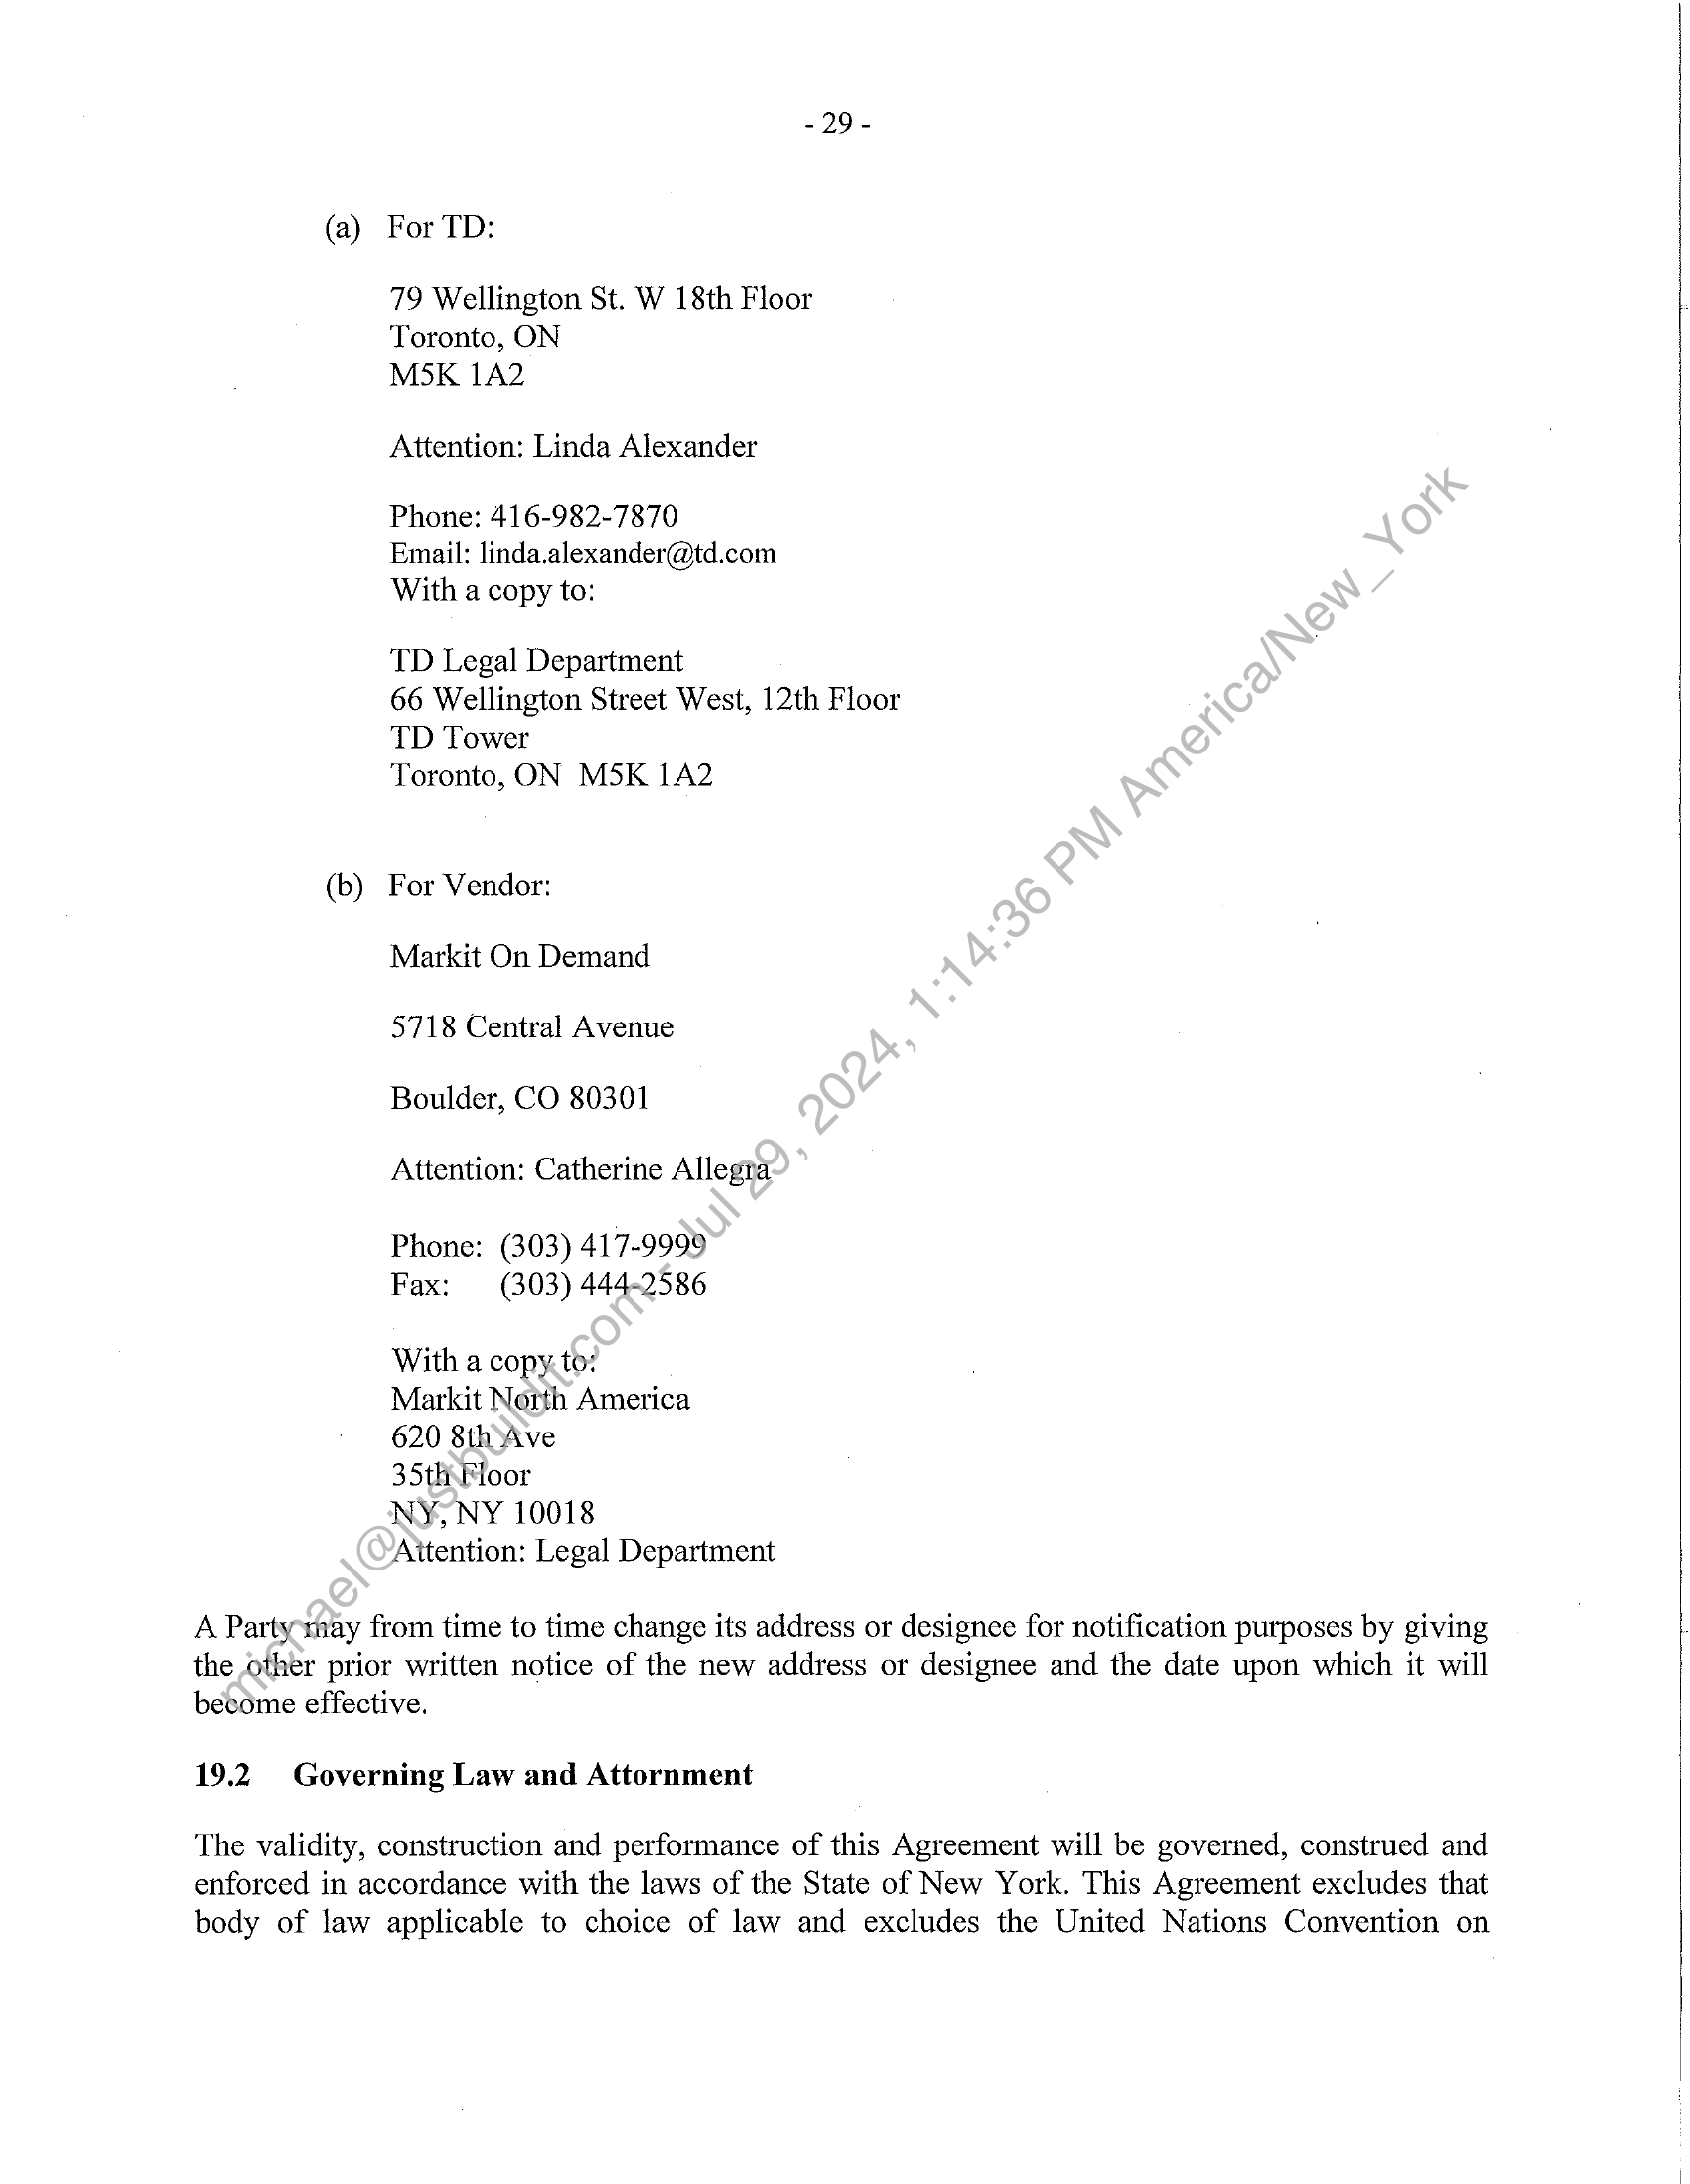 - 29 -
(a) For TD:
79 Wellington St. W 18th Floor
Toronto, ON
M5K 1A2
Attention: Linda Alexander
Phone: 416-982-7870
Email: linda.alexander@td.com
With a copy to:
TD Legal Department
66 Wellington Street West, 12th Floor
TD Tower
Toronto, ON M5K 1A2
(b) For Vendor:
Markit On Demand
5718 Central Avenue
Boulder, CO 80301
Attention: Catherine Allegra
Phone: (303) 417-9999
Fax: (303) 444-2586
With a copy to:
Markit North America
620 8th Ave
35th Floor
NY, NY 10018
Attention: Legal Department
A Party may from time to time change its address or designee for notification purposes by giving
the other prior written notice of the new address or designee and the date upon which it will
become effective.
19.2 Governing Law and Attornment
The validity, construction and performance of this Agreement will be governed, construed and
enforced in accordance with the laws of the State of New York. This Agreement excludes that
body of law applicable to choice of law and excludes the United Nations Convention on
michael@justbuildit.com - Jul 29, 2024, 1:14:36 PM America/New_York